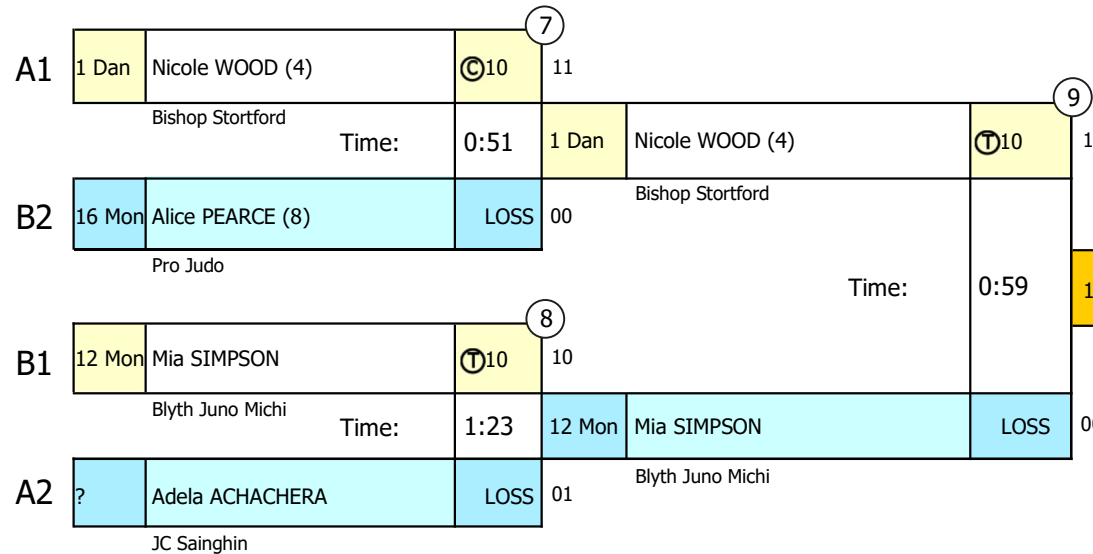 7
A1 1 Dan Nicole WOOD (4) Ⓒ10 11
9
Bishop Stortford
Time: 0:51 1 Dan Nicole WOOD (4) Ⓣ10 1
Bishop Stortford
B2 16 Mon Alice PEARCE (8) LOSS 00
Pro Judo
Time: 0:59 1
8
B1 12 Mon Mia SIMPSON Ⓣ10 10
Blyth Juno Michi
Time: 1:23 12 Mon Mia SIMPSON LOSS 0
Blyth Juno Michi
A2 ? Adela ACHACHERA LOSS 01
JC Sainghin